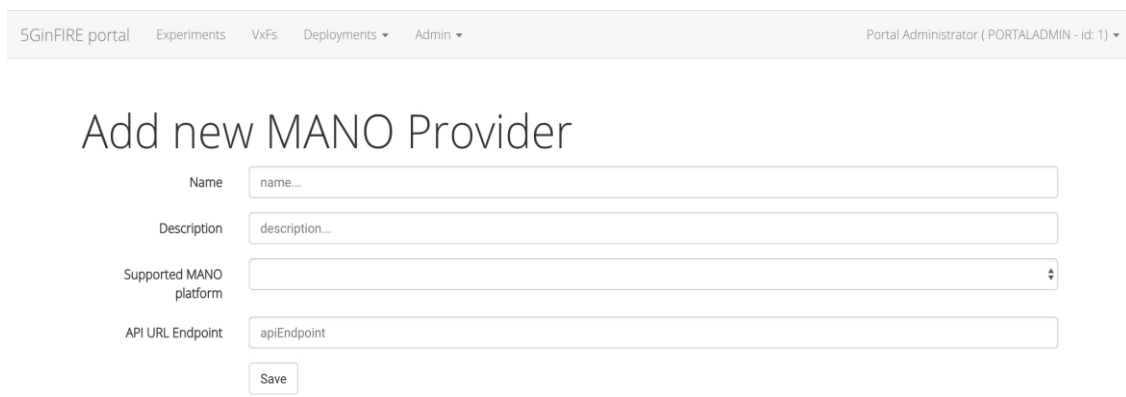 5GinFIRE portal Experiments VxFs Deployments Admin Portal Administrator ( PORTALADMIN - id: 1)
Add new MANO Provider
Name name...
Description description...
Supported MANO
platform
API URL Endpoint apiEndpoint
Save